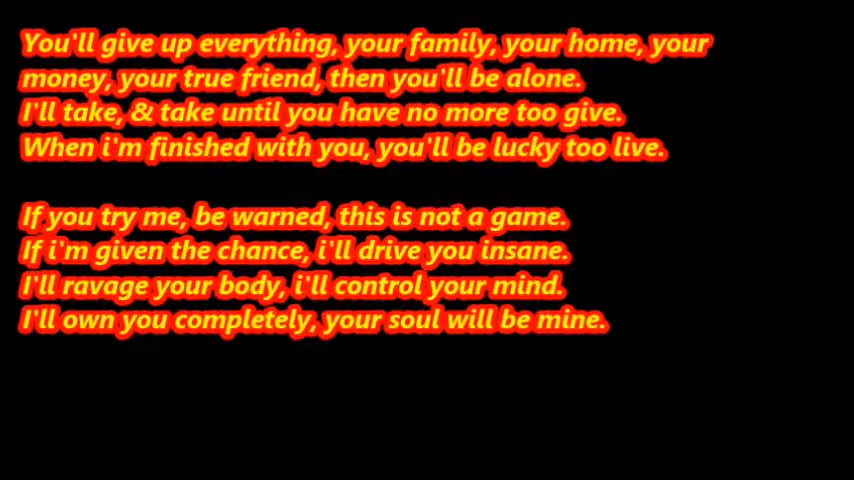 You'll give up everything, your family, your home, your
money, your true friend, then you'll be alone.
I'll take, & take until you have no more too give.
When i'm finished with you, you'll be lucky too live.
If you try me, be warned, this is not a game.
If i'm given the chance, i'll drive you insane.
I'll ravage your body, i'll control your mind.
I'll own you completely, your soul will be mine.